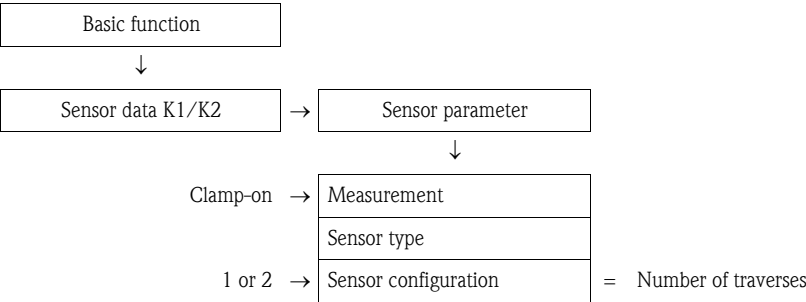 Basic function
↓
Sensor data K1/K2 → Sensor parameter
↓
Clamp-on → Measurement
Sensor type
1 or 2 → Sensor configuration = Number of traverses